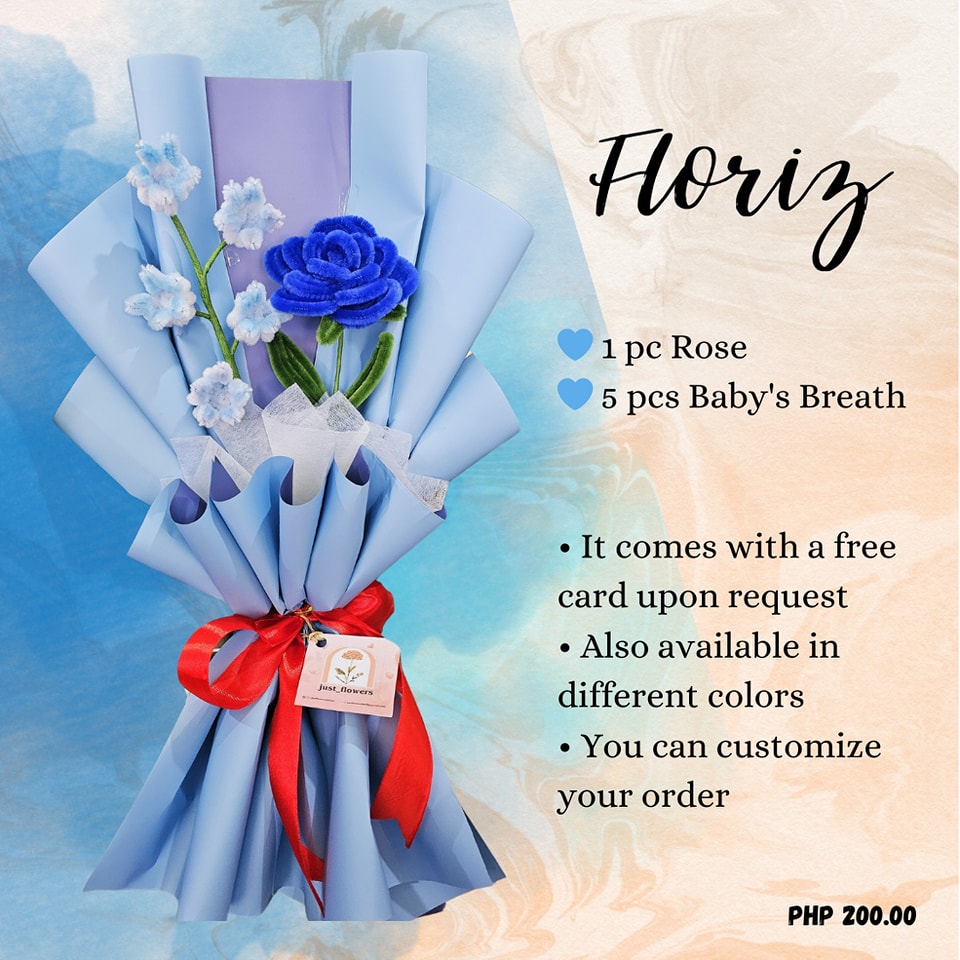 Floriz
1 pc Rose
5 pcs Baby's Breath
• It comes with a free
card upon request
• Also available in
different colors
• You can customize
your order
just_flowers
PHP 200.00